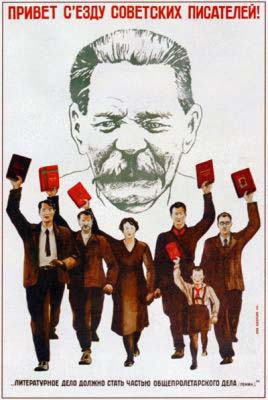 ПРИВЕТ С'ЕЗДУ СОВЕТСКИХ ПИСАТЕЛЕЙ!
„...ЛИТЕРАТУРНОЕ ДЕЛО ДОЛЖНО СТАТЬ ЧАСТЬЮ ОБЩЕПРОЛЕТАРСКОГО ДЕЛА (ЛЕНИН)..."